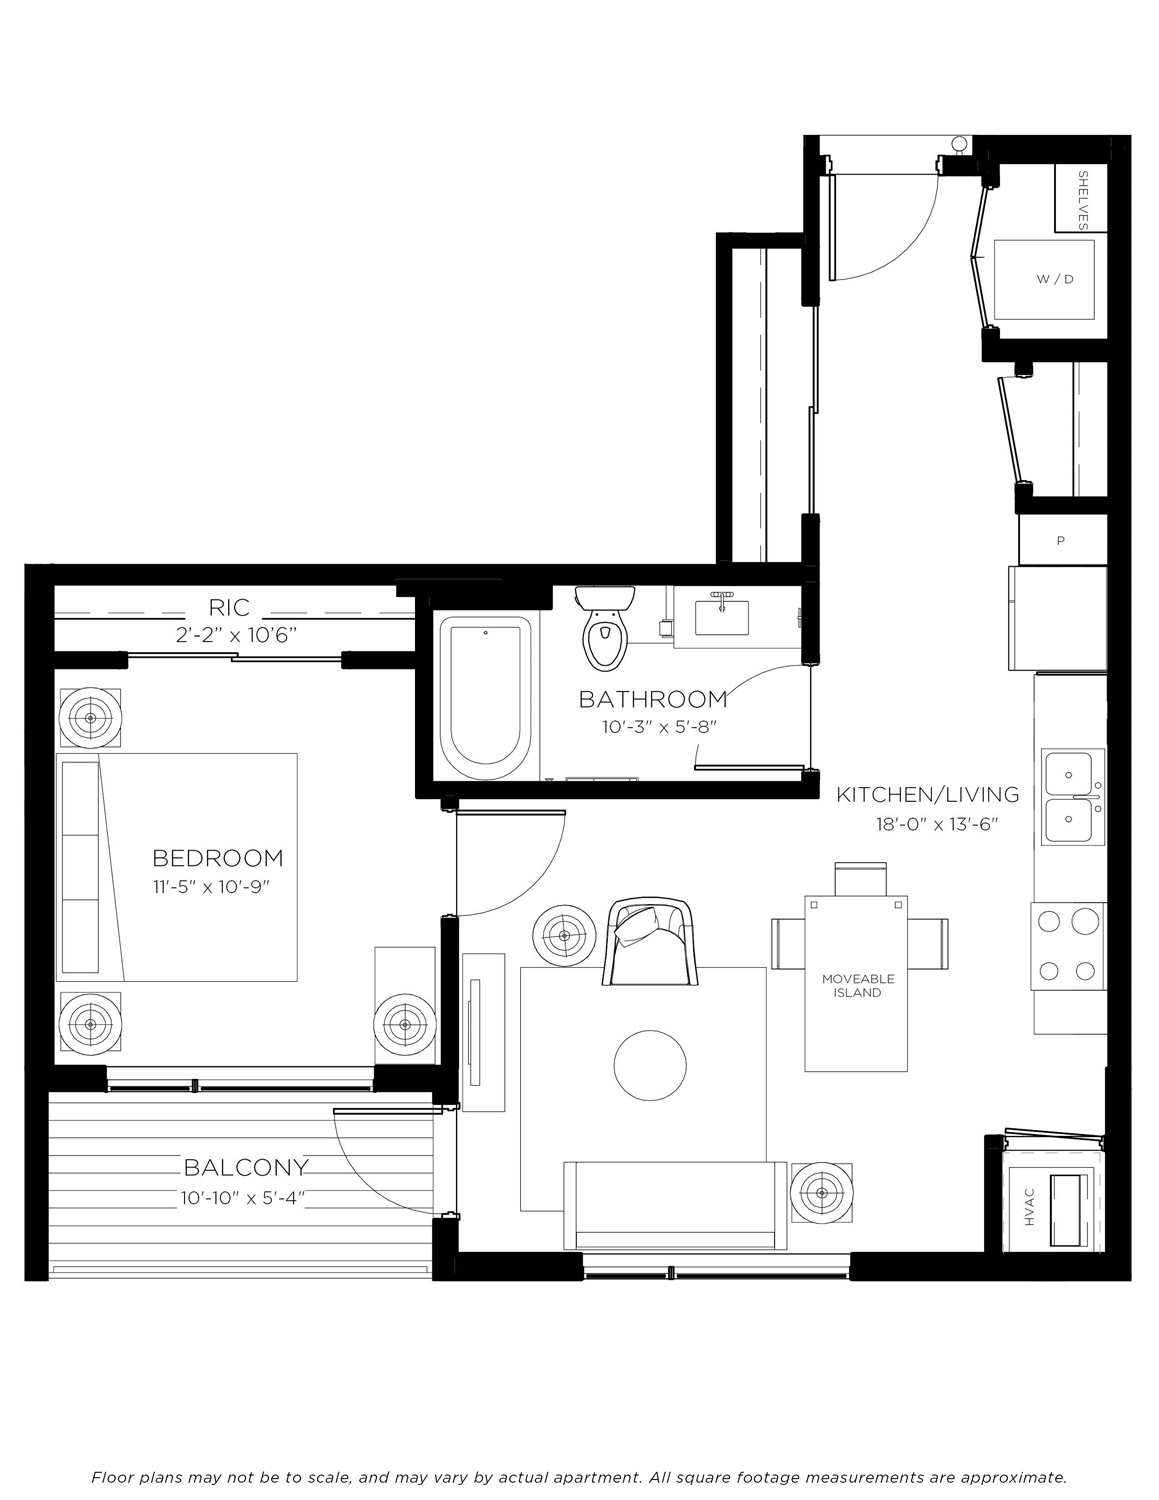 SHELVES
W / D
P
RIC
2'-2" x 10'6"
BATHROOM
10'-3" x 5'-8"
KITCHEN/LIVING
18'-0" x 13'-6"
BEDROOM
11'-5" x 10'-9"
MOVEABLE
ISLAND
BALCONY
10'-10" x 5'-4"
HVAC
Floor plans may not be to scale, and may vary by actual apartment. All square footage measurements are approximate.